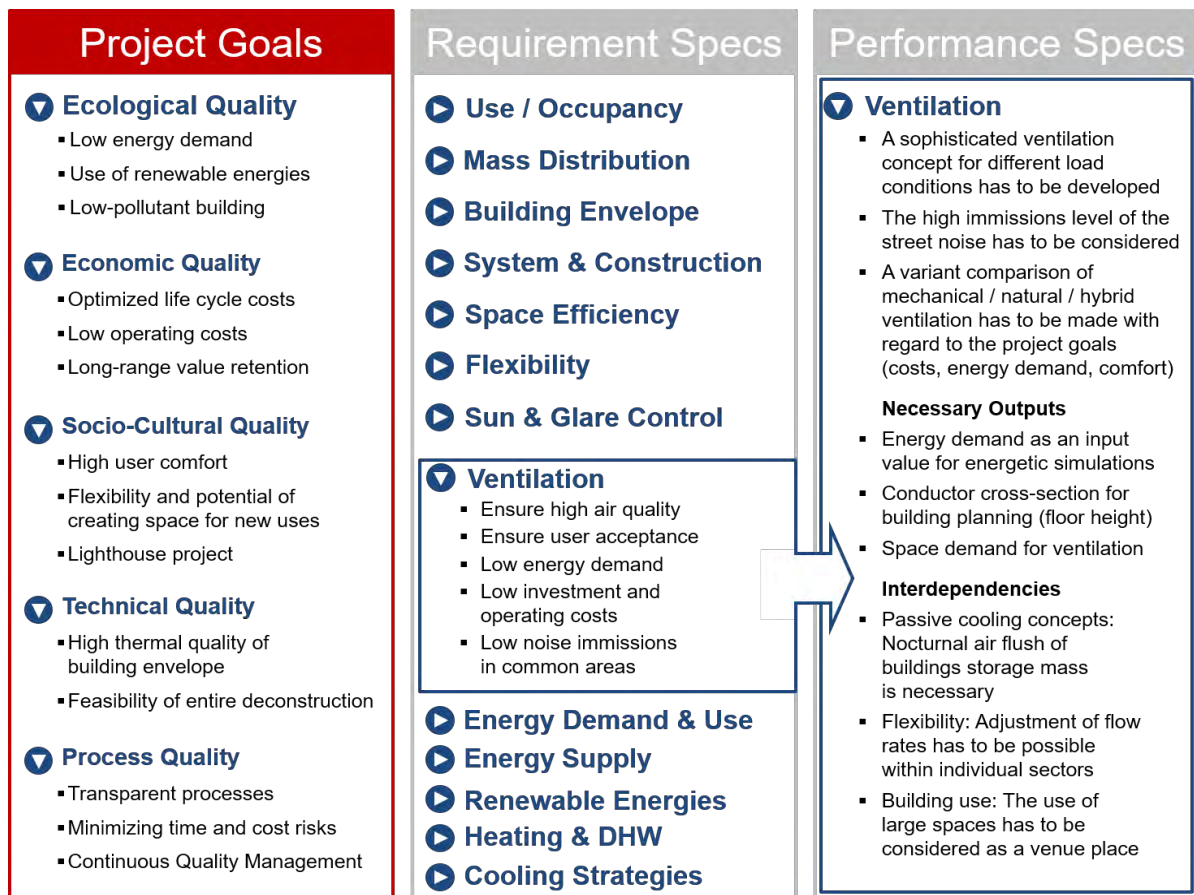 Project Goals
Ecological Quality
▪ Low energy demand
▪ Use of renewable energies
▪ Low-pollutant building
Economic Quality
▪ Optimized life cycle costs
▪ Low operating costs
▪ Long-range value retention
Socio-Cultural Quality
▪ High user comfort
▪ Flexibility and potential of
creating space for new uses
▪ Lighthouse project
Technical Quality
▪ High thermal quality of
building envelope
▪ Feasibility of entire deconstruction
Process Quality
▪ Transparent processes
▪ Minimizing time and cost risks
▪ Continuous Quality Management
Requirement Specs
Use / Occupancy
Mass Distribution
Building Envelope
System & Construction
Space Efficiency
Flexibility
Sun & Glare Control
Ventilation
▪ Ensure high air quality
▪ Ensure user acceptance
▪ Low energy demand
▪ Low investment and
operating costs
▪ Low noise immissions
in common areas
Energy Demand & Use
Energy Supply
Renewable Energies
Heating & DHW
Cooling Strategies
Performance Specs
Ventilation
▪ A sophisticated ventilation
concept for different load
conditions has to be developed
▪ The high immissions level of the
street noise has to be considered
▪ A variant comparison of
mechanical / natural / hybrid
ventilation has to be made with
regard to the project goals
(costs, energy demand, comfort)
Necessary Outputs
▪ Energy demand as an input
value for energetic simulations
▪ Conductor cross-section for
building planning (floor height)
▪ Space demand for ventilation
Interdependencies
▪ Passive cooling concepts:
Nocturnal air flush of
buildings storage mass
is necessary
▪ Flexibility: Adjustment of flow
rates has to be possible
within individual sectors
▪ Building use: The use of
large spaces has to be
considered as a venue place